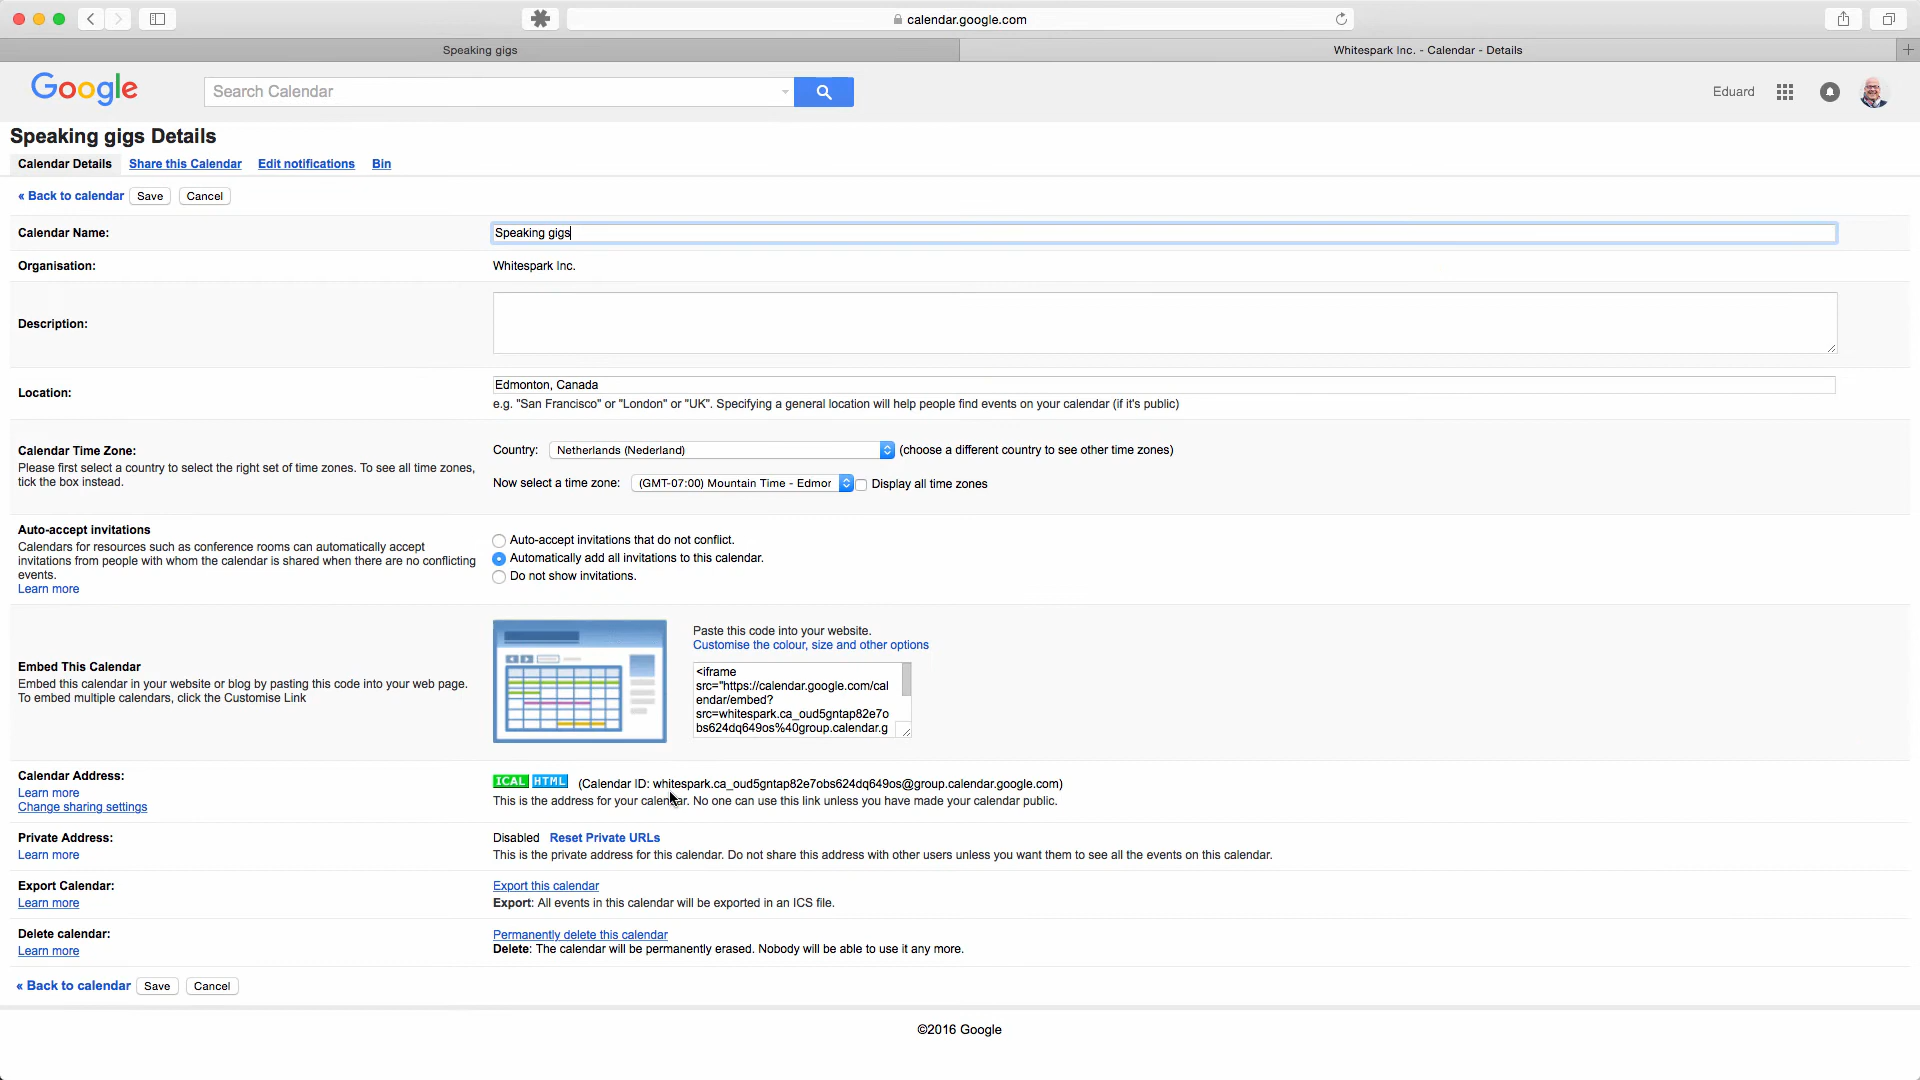 calendar.google.com
Speaking gigs
Whitespark Inc. - Calendar - Details
Google
Search Calendar
Eduard
Speaking gigs Details
Calendar Details
Share this Calendar
Edit notifications
Bin
« Back to calendar
Save
Cancel
Calendar Name:
Speaking gigs
Organisation:
Whitespark Inc.
Description:
Location:
Edmonton, Canada
e.g. "San Francisco" or "London" or "UK". Specifying a general location will help people find events on your calendar (if it's public)
Calendar Time Zone:
Please first select a country to select the right set of time zones. To see all time zones,
tick the box instead.
Country:
Netherlands (Nederland)
(choose a different country to see other time zones)
Now select a time zone:
(GMT-07:00) Mountain Time - Edmor
Display all time zones
Auto-accept invitations
Calendars for resources such as conference rooms can automatically accept
invitations from people with whom the calendar is shared when there are no conflicting
events.
Learn more
Auto-accept invitations that do not conflict.
Automatically add all invitations to this calendar.
Do not show invitations.
Embed This Calendar
Embed this calendar in your website or blog by pasting this code into your web page.
To embed multiple calendars, click the Customise Link
Paste this code into your website.
Customise the colour, size and other options
<iframe
src="https://calendar.google.com/cal
endar/embed?
src=whitespark.ca_oud5gntap82e7o
bs624dq649os%40group.calendar.g
Calendar Address:
Learn more
Change sharing settings
ICAL HTML (Calendar ID: whitespark.ca_oud5gntap82e7obs624dq649os@group.calendar.google.com)
This is the address for your calendar. No one can use this link unless you have made your calendar public.
Private Address:
Learn more
Disabled Reset Private URLs
This is the private address for this calendar. Do not share this address with other users unless you want them to see all the events on this calendar.
Export Calendar:
Learn more
Export this calendar
Export: All events in this calendar will be exported in an ICS file.
Delete calendar:
Learn more
Permanently delete this calendar
Delete: The calendar will be permanently erased. Nobody will be able to use it any more.
« Back to calendar
Save
Cancel
©2016 Google